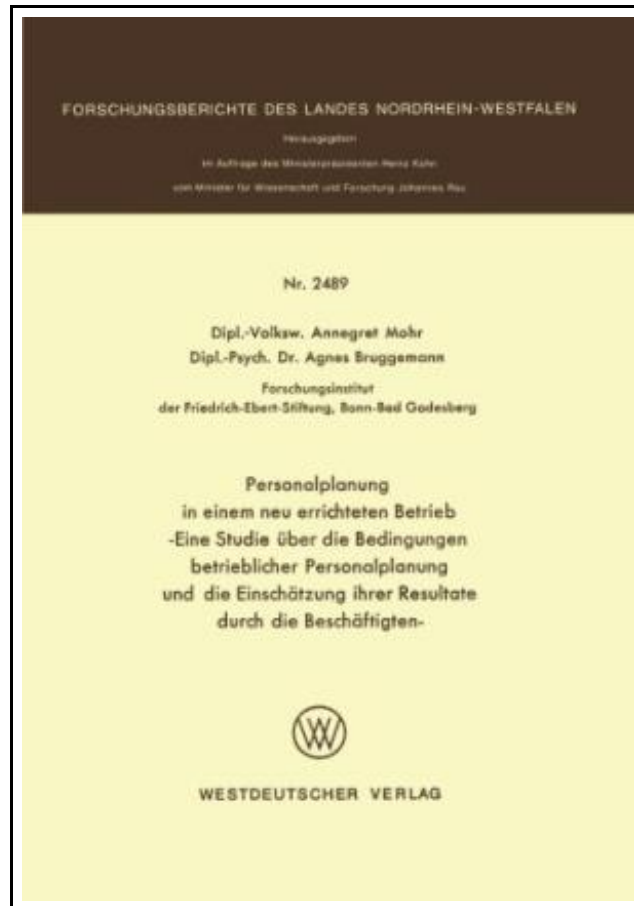 FORSCHUNGSBERICHTE DES LANDES NORDRHEIN-WESTFALEN
Herausgegeben
im Auftrage des Ministerpräsidenten Heinz Kühn
vom Minister für Wissenschaft und Forschung Johannes Rau
Nr. 2489
Dipl.-Volksw. Annegret Mohr
Dipl.-Psych. Dr. Agnes Bruggemann
Forschungsinstitut
der Friedrich-Ebert-Stiftung, Bonn-Bad Godesberg
Personalplanung
in einem neu errichteten Betrieb
-Eine Studie über die Bedingungen
betrieblicher Personalplanung
und die Einschätzung ihrer Resultate
durch die Beschäftigten-
WESTDEUTSCHER VERLAG